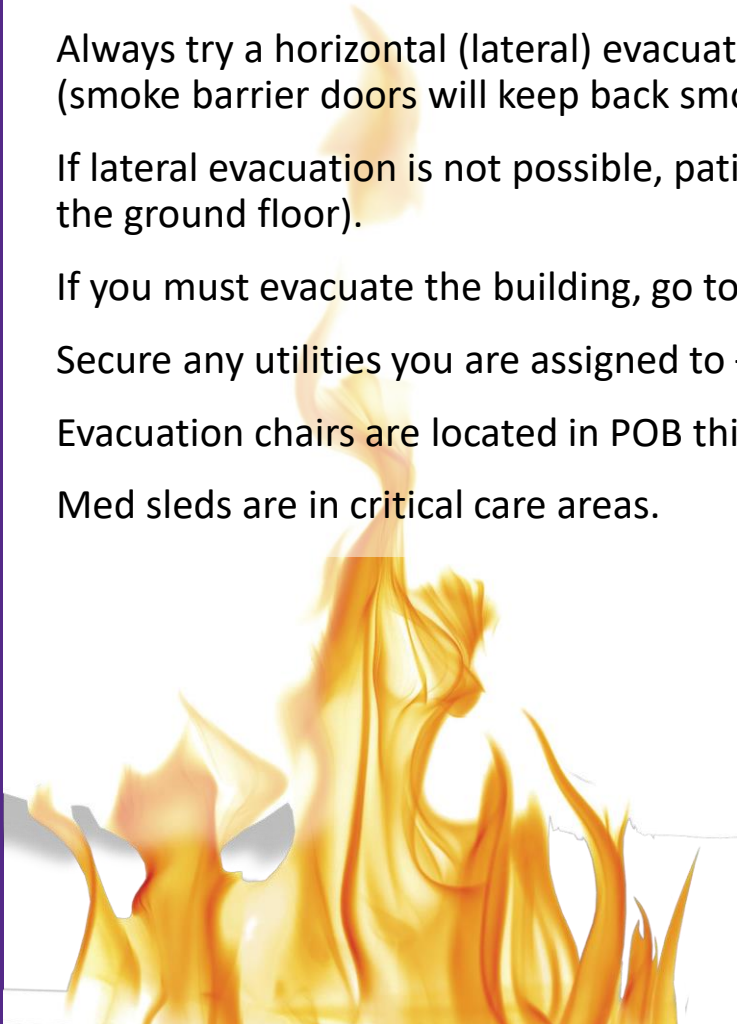 Always try a horizontal (lateral) evacuat
(smoke barrier doors will keep back smo
If lateral evacuation is not possible, pati
the ground floor).
If you must evacuate the building, go to
Secure any utilities you are assigned to -
Evacuation chairs are located in POB thi
Med sleds are in critical care areas.